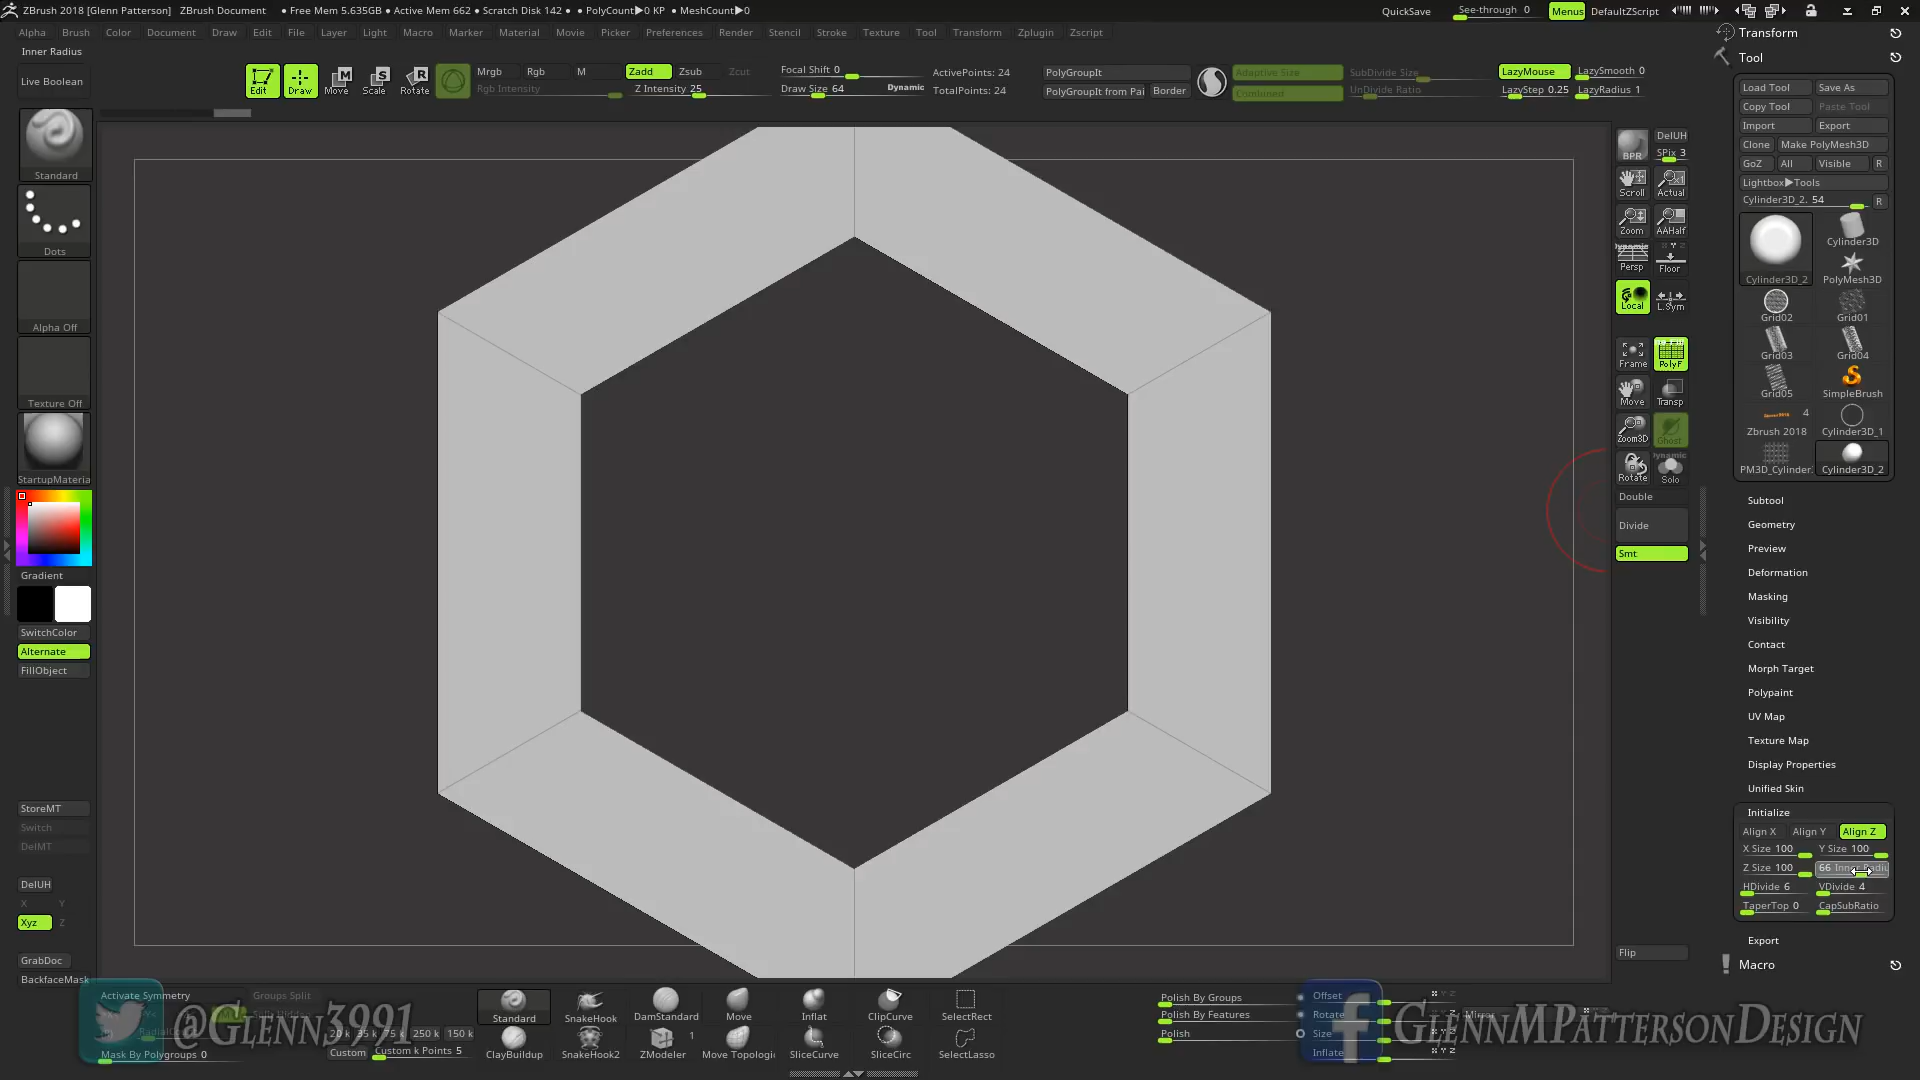 ZBrush 2018 [Glenn Patterson] ZBrush Document • Free Mem 5.635GB • Active Mem 662 • Scratch Disk 142 • • PolyCount▶0 KP • MeshCount▶0 QuickSave See-through 0 Menus DefaultZScript
Alpha Brush Color Document Draw Edit File Layer Light Macro Marker Material Movie Picker Preferences Render Stencil Stroke Texture Tool Transform Zplugin Zscript
Transform
Inner Radius
Tool
Live Boolean
Edit Draw Move Scale Rotate
Mrgb Rgb M Zadd Zsub Zcut
Rgb Intensity Z Intensity 25
Focal Shift 0
Draw Size 64 Dynamic
ActivePoints: 24
TotalPoints: 24
PolyGroupIt
PolyGroupIt from Pai Border
Adaptive Size
Combined
SubDivide Size
UnDivide Ratio
LazyMouse LazySmooth 0
LazyStep 0.25 LazyRadius 1
Load Tool Save As
Copy Tool Paste Tool
Import Export
Clone Make PolyMesh3D
GoZ All Visible R
Lightbox▶Tools
Cylinder3D_2. 54 R
Cylinder3D
Cylinder3D_2 PolyMesh3D
Grid02 Grid01
Grid03 Grid04
Grid05 SimpleBrush
4
Zbrush 2018 Cylinder3D_1
PM3D_Cylinder. Cylinder3D_2
Subtool
Geometry
Preview
Deformation
Masking
Visibility
Contact
Morph Target
Polypaint
UV Map
Texture Map
Display Properties
Unified Skin
Initialize
Align X Align Y Align Z
X Size 100 Y Size 100
Z Size 100 66 Inner Radiu
HDivide 6 VDivide 4
TaperTop 0 CapSubRatio
Export
Macro
BPR DelUH
SPix 3
Scroll Actual
Zoom AAHalf
Dynamic
Persp Floor
Local L.Sym
Frame PolyF
Move Transp
Zoom3D Ghost
Dynamic
Rotate Solo
Double
Divide
Smt
Flip
Standard
Dots
Alpha Off
Texture Off
StartupMateria
Gradient
SwitchColor
Alternate
FillObject
StoreMT
Switch
DelMT
DelUH
X Y
Xyz Z
GrabDoc
BackfaceMask
Activate Symmetry Groups Split
@Glenn3991
20 k 35 k 75 k 250 k 150 k
Custom Custom k Points 5
Mask By Polygroups 0
Standard SnakeHook DamStandard Move Inflat ClipCurve SelectRect
1
ClayBuildup SnakeHook2 ZModeler Move Topologi SliceCurve SliceCirc SelectLasso
Polish By Groups
Polish By Features
Polish
Offset
Rotate
Size
Inflate
Mirror
GlennMPattersonDesign